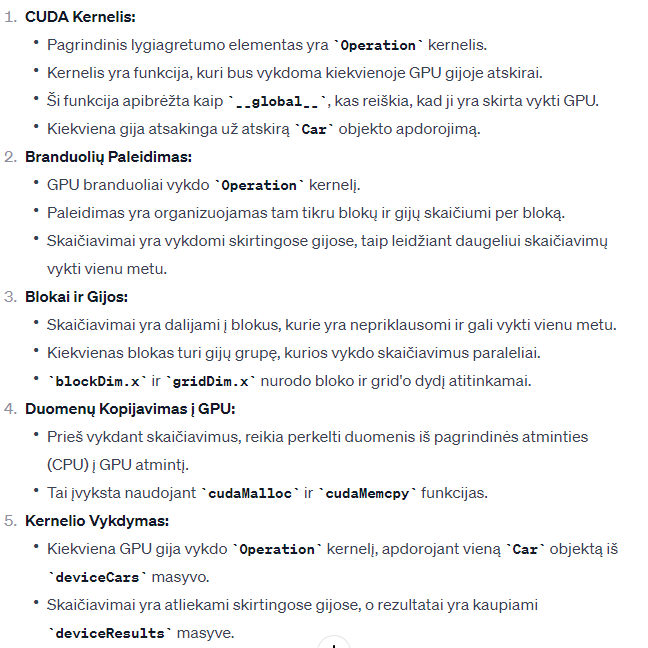 1. CUDA Kernelis:
• Pagrindinis lygiagretumo elementas yra `Operation` kernelis.
• Kernelis yra funkcija, kuri bus vykdoma kiekvienoje GPU gijoje atskirai.
• Ši funkcija apibrėžta kaip `__global__`, kas reiškia, kad ji yra skirta vykti GPU.
• Kiekviena gija atsakinga už atskirą `Car` objekto apdorojimą.
2. Branduolių Paleidimas:
• GPU branduoliai vykdo `Operation` kernelį.
• Paleidimas yra organizuojamas tam tikru blokų ir gijų skaičiumi per bloką.
• Skaičiavimai yra vykdomi skirtingose gijose, taip leidžiant daugeliui skaičiavimų
vykti vienu metu.
3. Blokai ir Gijos:
• Skaičiavimai yra dalijami į blokus, kurie yra nepriklausomi ir gali vykti vienu metu.
• Kiekvienas blokas turi gijų grupę, kurios vykdo skaičiavimus paraleliai.
• `blockDim.x` ir `gridDim.x` nurodo bloko ir grid'o dydį atitinkamai.
4. Duomenų Kopijavimas į GPU:
• Prieš vykdant skaičiavimus, reikia perkelti duomenis iš pagrindinės atminties
(CPU) į GPU atmintį.
• Tai įvyksta naudojant `cudaMalloc` ir `cudaMemcpy` funkcijas.
5. Kernelio Vykdymas:
• Kiekviena GPU gija vykdo `Operation` kernelį, apdorojant vieną `Car` objektą iš
`deviceCars` masyvo.
• Skaičiavimai yra atliekami skirtingose gijose, o rezultatai yra kaupiami
`deviceResults` masyve.